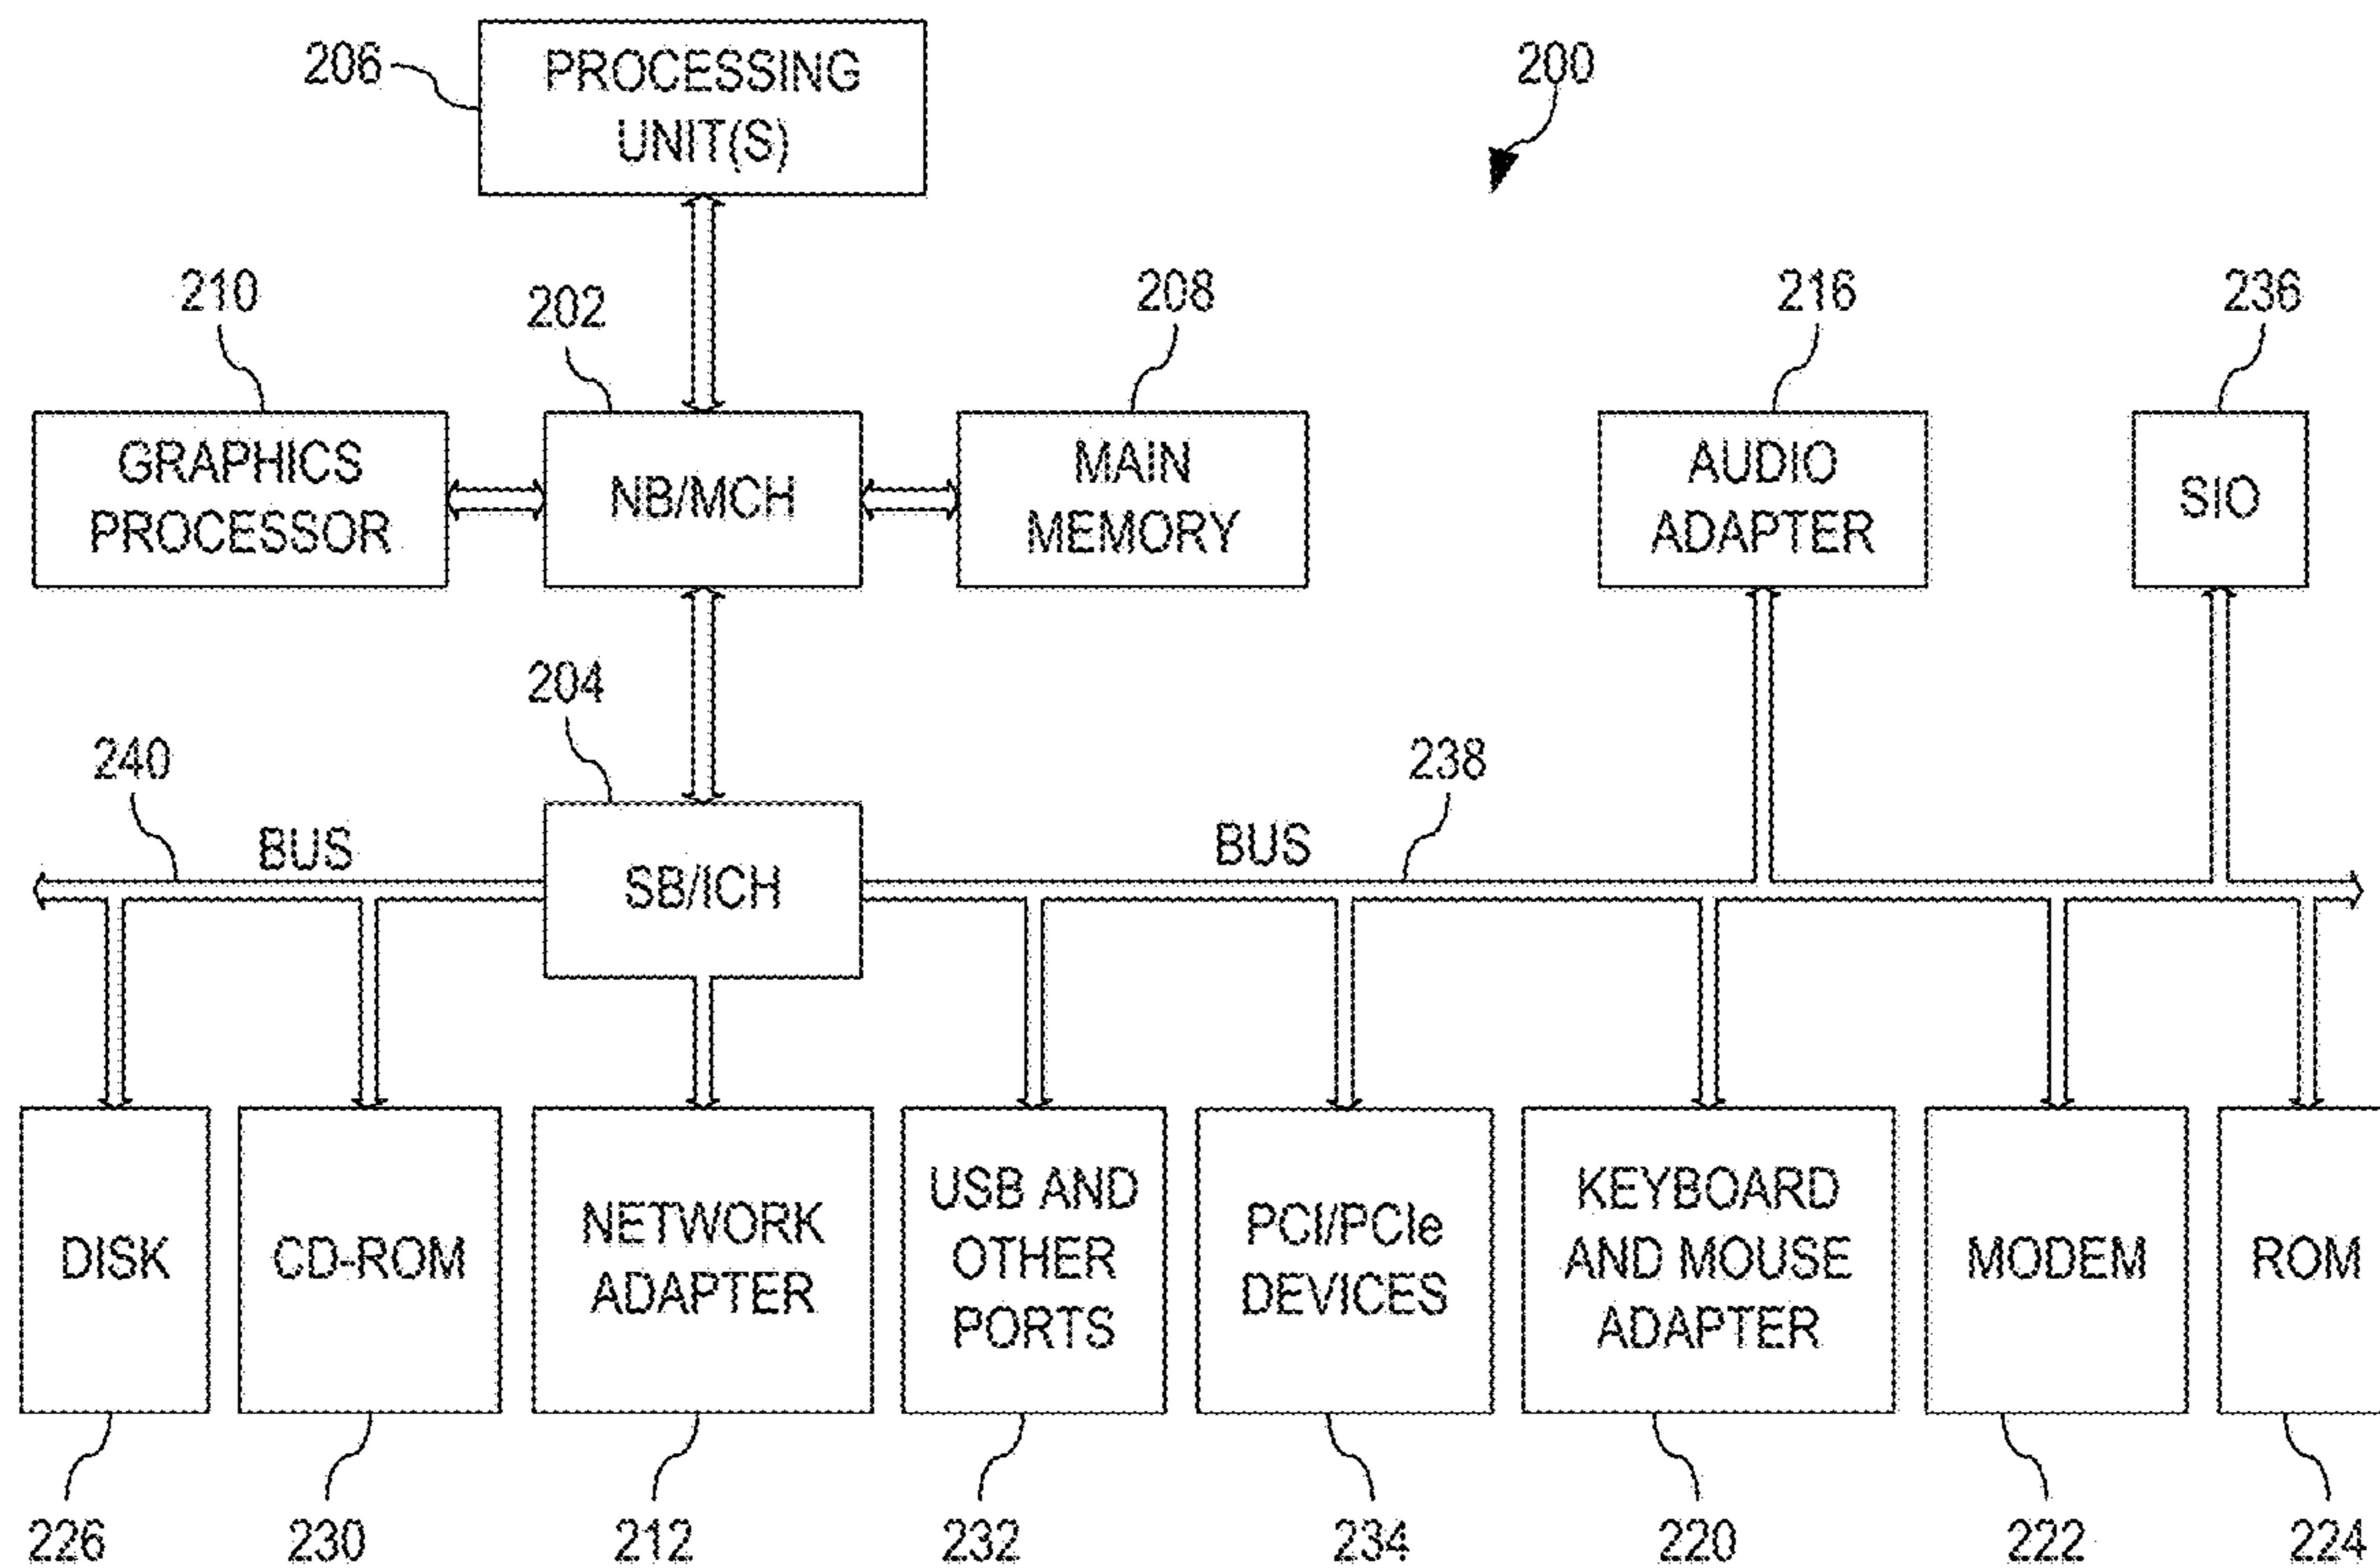 206
PROCESSING
UNIT(S)
200
210
202
208
216
236
GRAPHICS
PROCESSOR
NB/MCH
MAIN
MEMORY
AUDIO
ADAPTER
SIO
204
240
238
BUS
SB/ICH
BUS
DISK
CD-ROM
NETWORK
ADAPTER
USB AND
OTHER
PORTS
PCI/PCIe
DEVICES
KEYBOARD
AND MOUSE
ADAPTER
MODEM
ROM
226
230
212
232
234
220
222
224